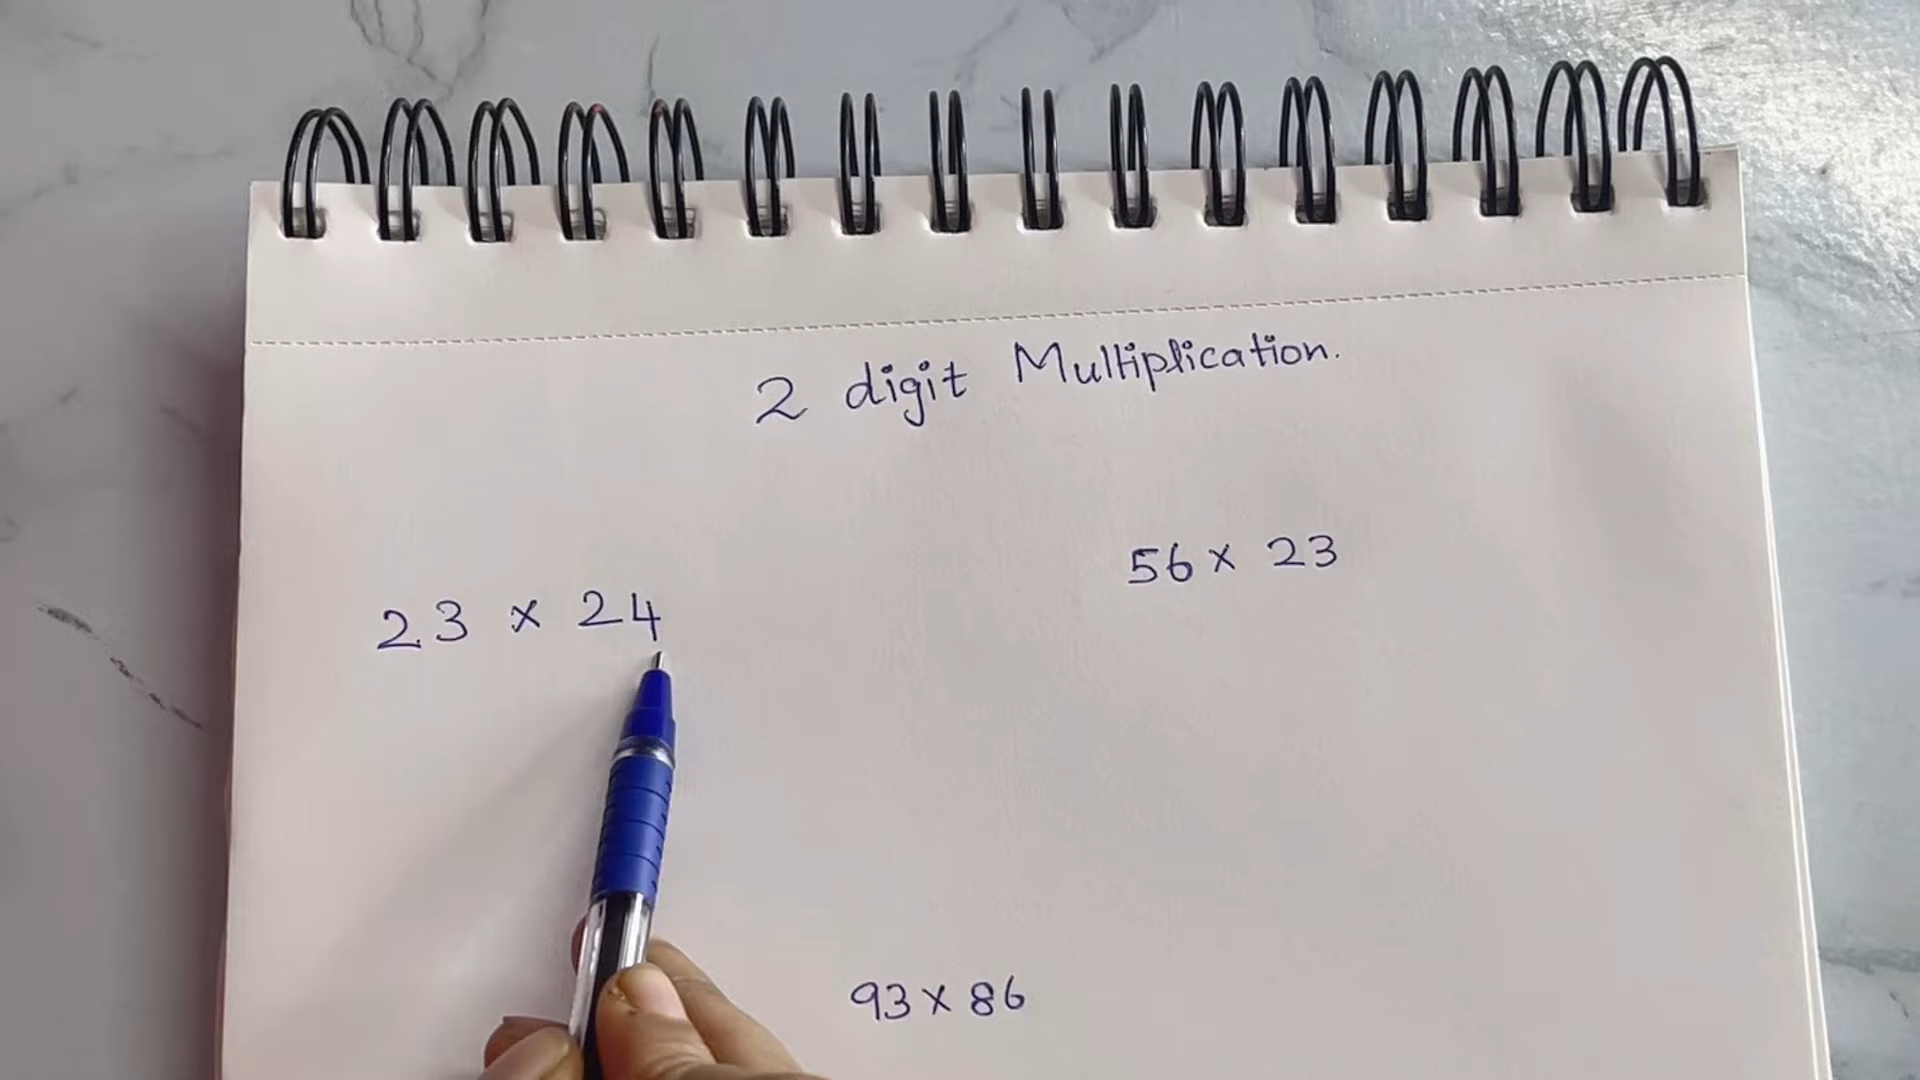 2 digit Multiplication.
56 x 23
23 x 24
93 x 86